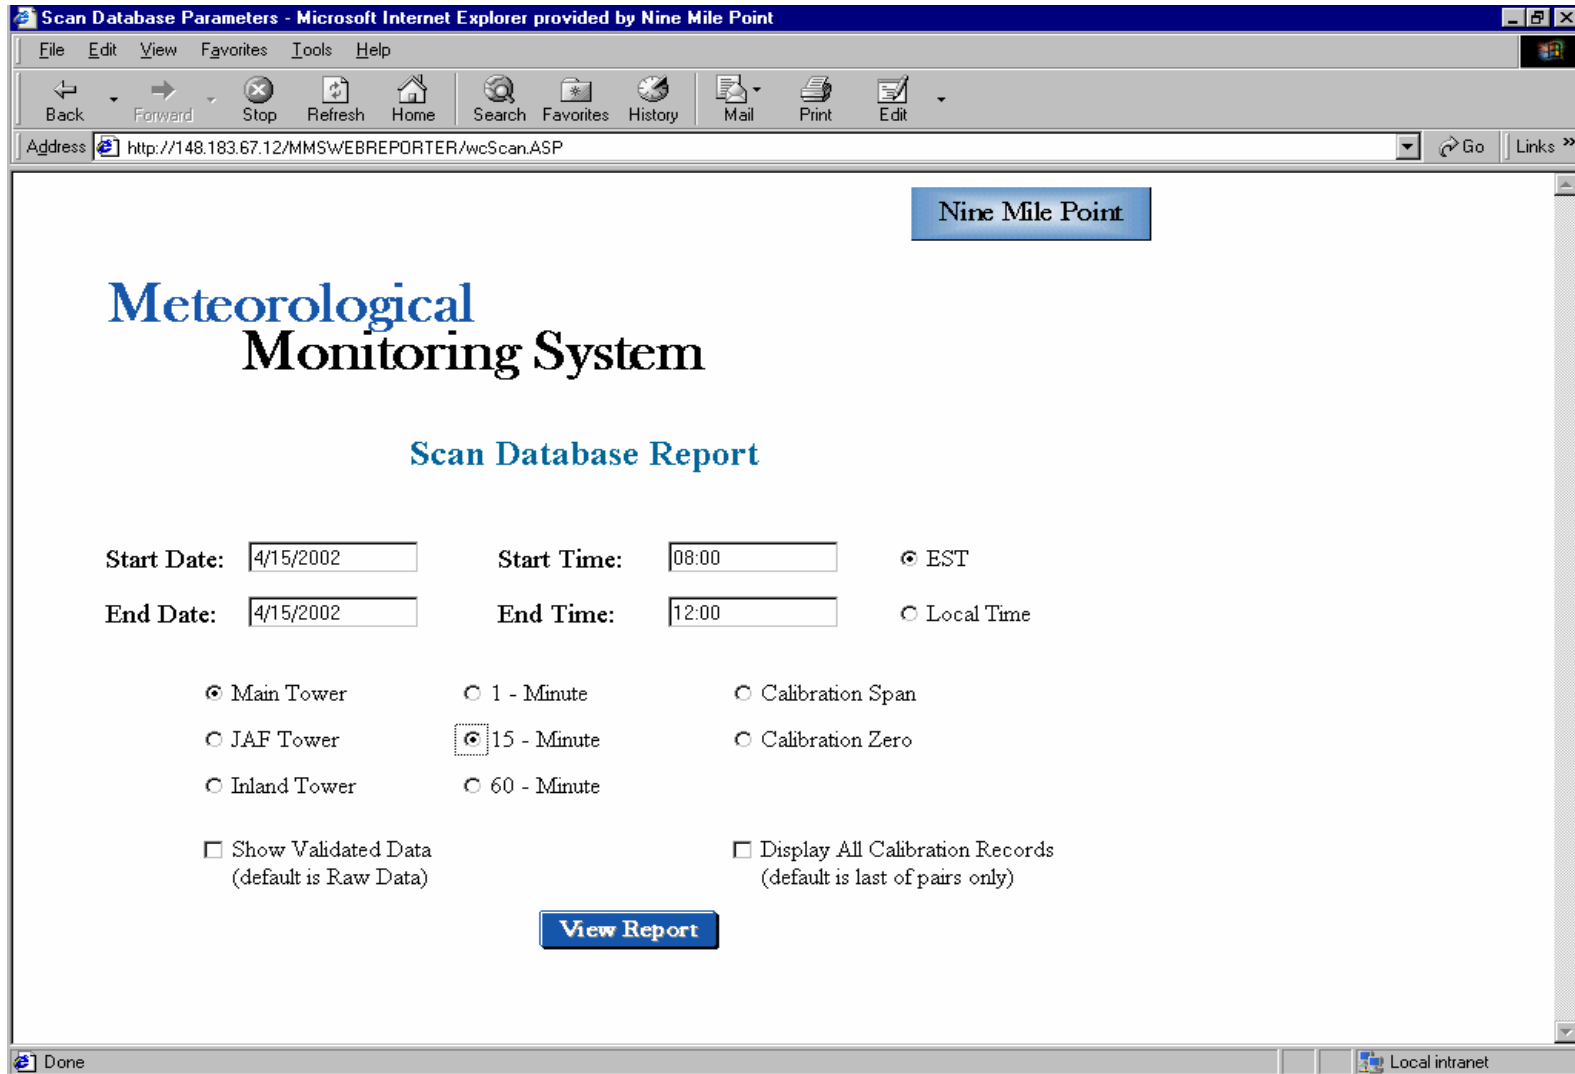 Scan Database Parameters - Microsoft Internet Explorer provided by Nine Mile Point
File Edit View Favorites Tools Help
Back Forward Stop Refresh Home Search Favorites History Mail Print Edit
Address http://148.183.67.12/MMSWEBREPORTER/wcScan.ASP Go Links »
Nine Mile Point
Meteorological
Monitoring System
Scan Database Report
Start Date: 4/15/2002 Start Time: 08:00 EST
End Date: 4/15/2002 End Time: 12:00 Local Time
Main Tower 1 - Minute Calibration Span
JAF Tower 15 - Minute Calibration Zero
Inland Tower 60 - Minute
Show Validated Data Display All Calibration Records
(default is Raw Data) (default is last of pairs only)
View Report
Done Local intranet